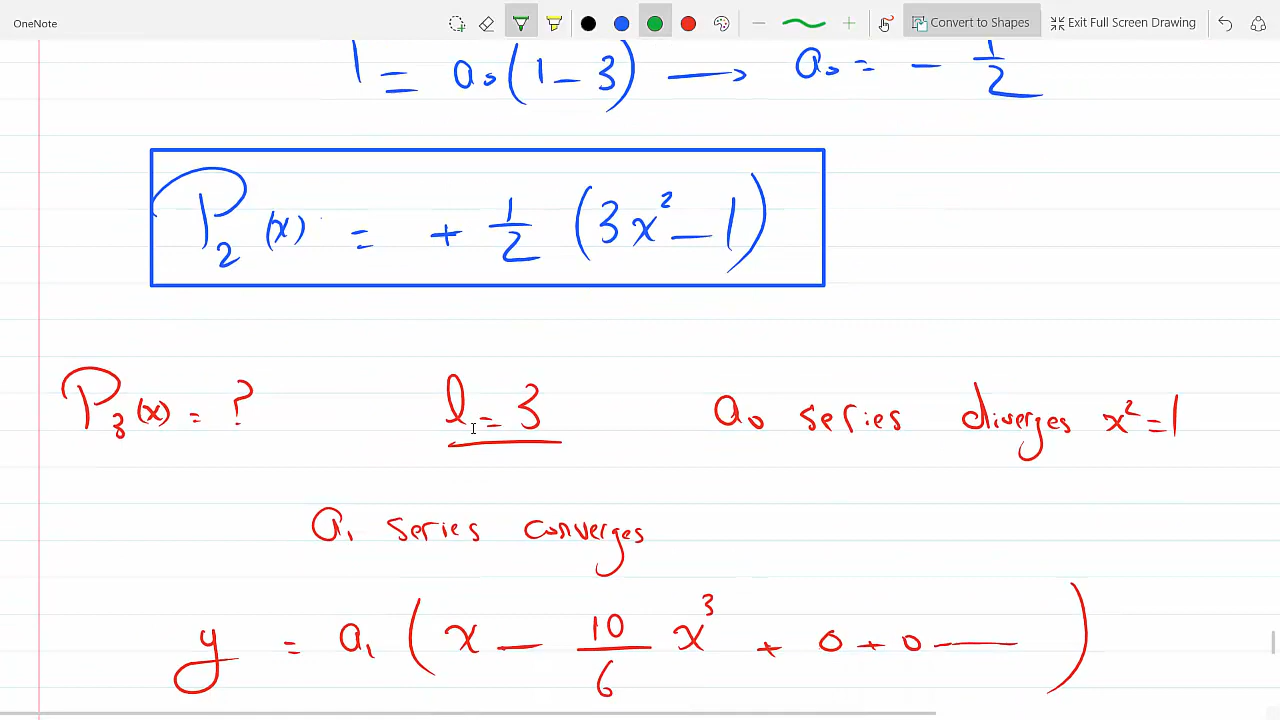 OneNote
Convert to Shapes Exit Full Screen Drawing
1 = a₀(1 - 3) ⟶ a₀ = - 1/2
P₂(x) = + 1/2 (3x² - 1)
P₃(x) = ? l = 3 a₀ series diverges x² = 1
a₁ series converges
y = a₁ (x - 10/6 x³ + 0 + 0 —)